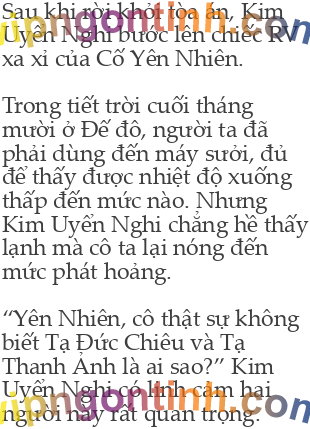 Sau khi rời khỏi tòa án, Kim
Uyển Nghi bước lên chiếc RV
xa xỉ của Cố Yên Nhiên.

Trong tiết trời cuối tháng
mười ở Đế đô, người ta đã
phải dùng đến máy sưởi, đủ
để thấy được nhiệt độ xuống
thấp đến mức nào. Nhưng
Kim Uyển Nghi chẳng hề thấy
lạnh mà cô ta lại nóng đến
mức phát hoảng.

“Yên Nhiên, cô thật sự không
biết Tạ Đức Chiêu và Tạ
Thanh Ảnh là ai sao?” Kim
Uyển Nghi có linh cảm hai
người này rất quan trọng.